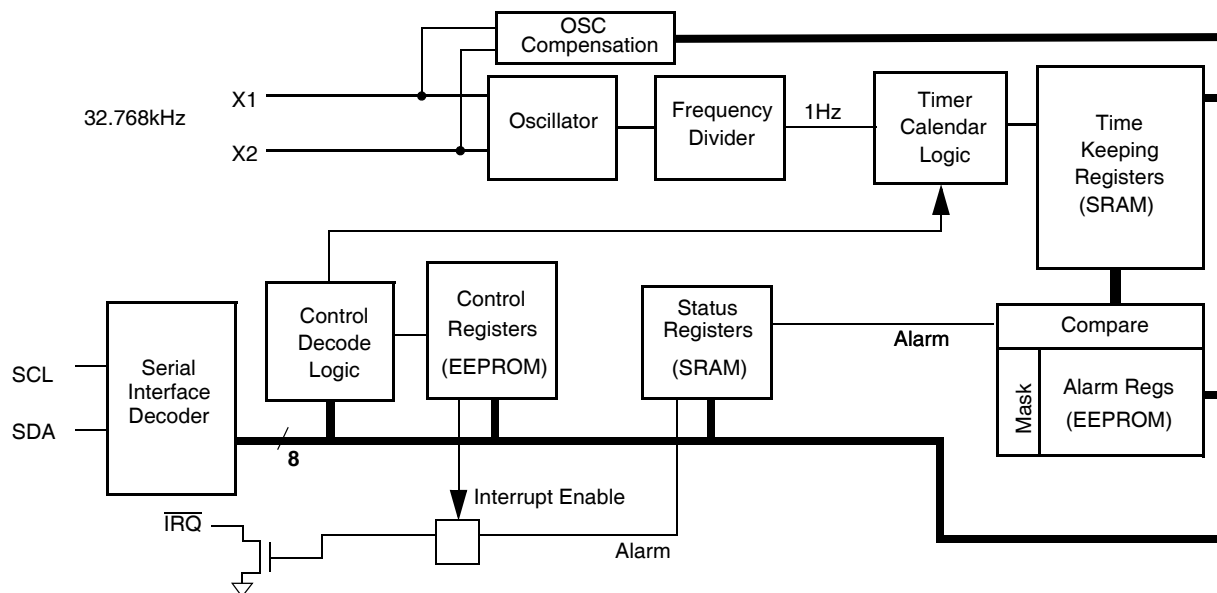 OSC
Compensation
32.768kHz
X1
X2
Oscillator
Frequency
Divider
1Hz
Timer
Calendar
Logic
Time
Keeping
Registers
(SRAM)
SCL
SDA
Serial
Interface
Decoder
Control
Decode
Logic
Control
Registers
(EEPROM)
Status
Registers
(SRAM)
Alarm
Compare
Mask
Alarm Regs
(EEPROM)
8
Interrupt Enable
IRQ
Alarm